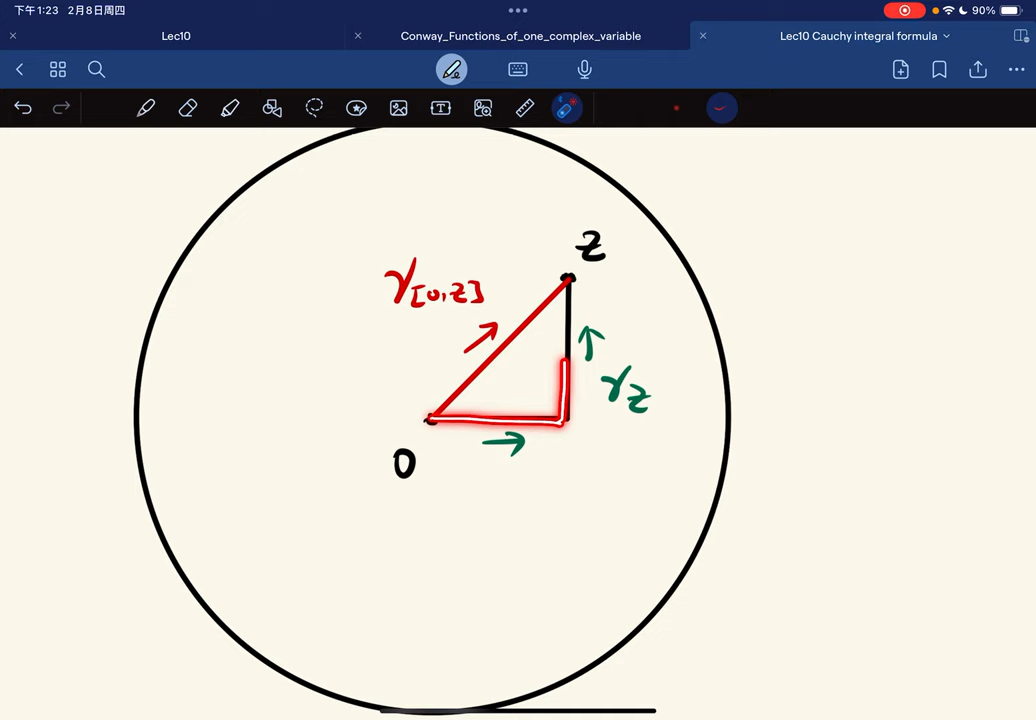 下午1:23 2月8日周四
90%
Lec10
Conway_Functions_of_one_complex_variable
Lec10 Cauchy integral formula
z
γ[0,z]
γz
0